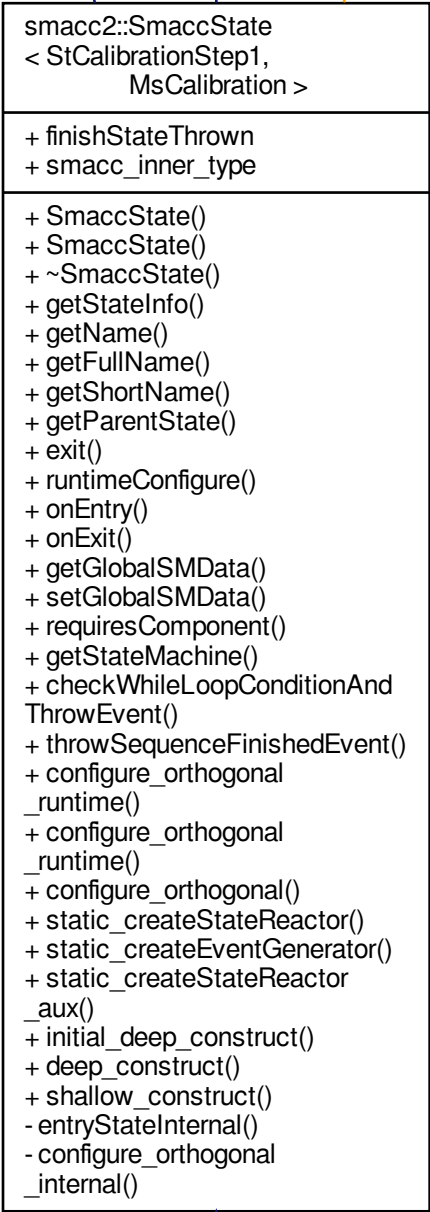 smacc2::SmaccState
< StCalibrationStep1,
MsCalibration >
+ finishStateThrown
+ smacc_inner_type
+ SmaccState()
+ SmaccState()
+ ~SmaccState()
+ getStateInfo()
+ getName()
+ getFullName()
+ getShortName()
+ getParentState()
+ exit()
+ runtimeConfigure()
+ onEntry()
+ onExit()
+ getGlobalSMData()
+ setGlobalSMData()
+ requiresComponent()
+ getStateMachine()
+ checkWhileLoopConditionAnd
ThrowEvent()
+ throwSequenceFinishedEvent()
+ configure_orthogonal
_runtime()
+ configure_orthogonal
_runtime()
+ configure_orthogonal()
+ static_createStateReactor()
+ static_createEventGenerator()
+ static_createStateReactor
_aux()
+ initial_deep_construct()
+ deep_construct()
+ shallow_construct()
- entryStateInternal()
- configure_orthogonal
_internal()